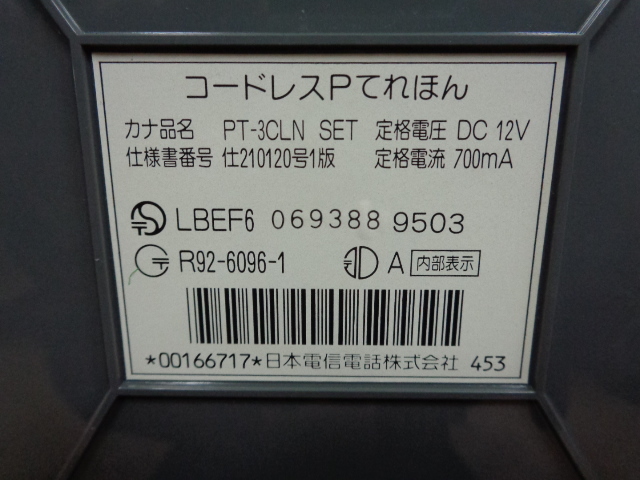 コードレスPてれほん
カナ品名 PT-3CLN SET 定格電圧 DC 12V
仕様書番号 仕210120号1版 定格電流 700mA
LBEF6 069388 9503
R92-6096-1 A 内部表示
*00166717*日本電信電話株式会社 453